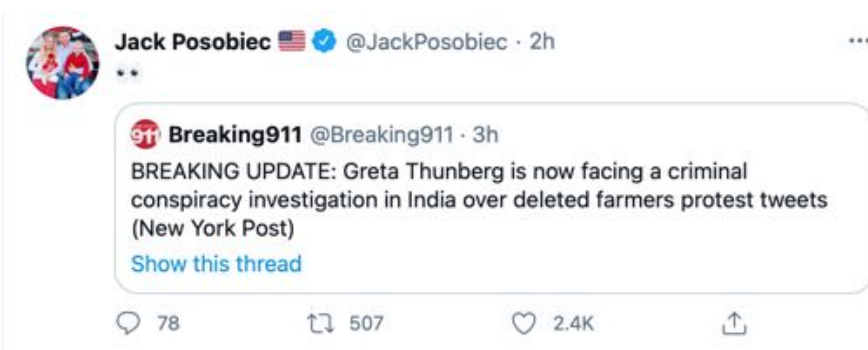 Jack Posobiec 🇺🇸 @JackPosobiec · 2h
👀
911 Breaking911 @Breaking911 · 3h
BREAKING UPDATE: Greta Thunberg is now facing a criminal
conspiracy investigation in India over deleted farmers protest tweets
(New York Post)
Show this thread
78 507 2.4K